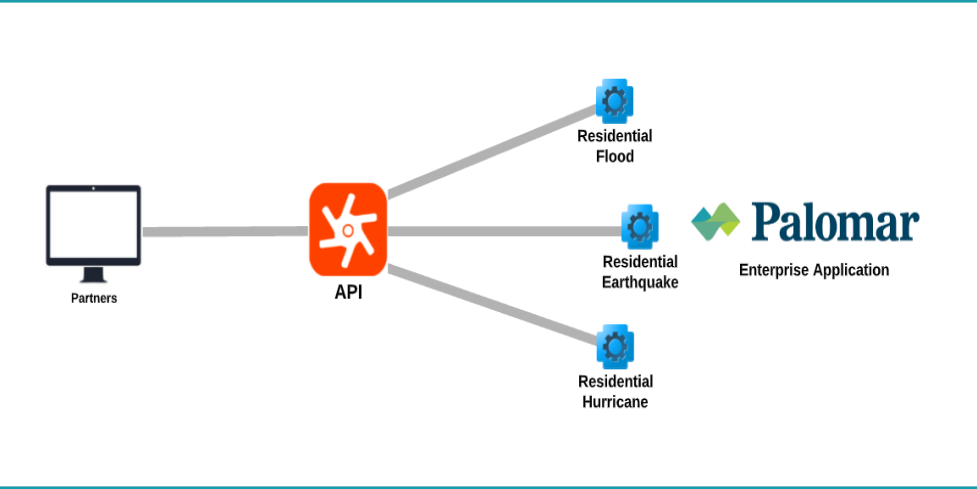 Residential
Flood
Palomar
Residential
Earthquake
Enterprise Application
Partners
API
Residential
Hurricane